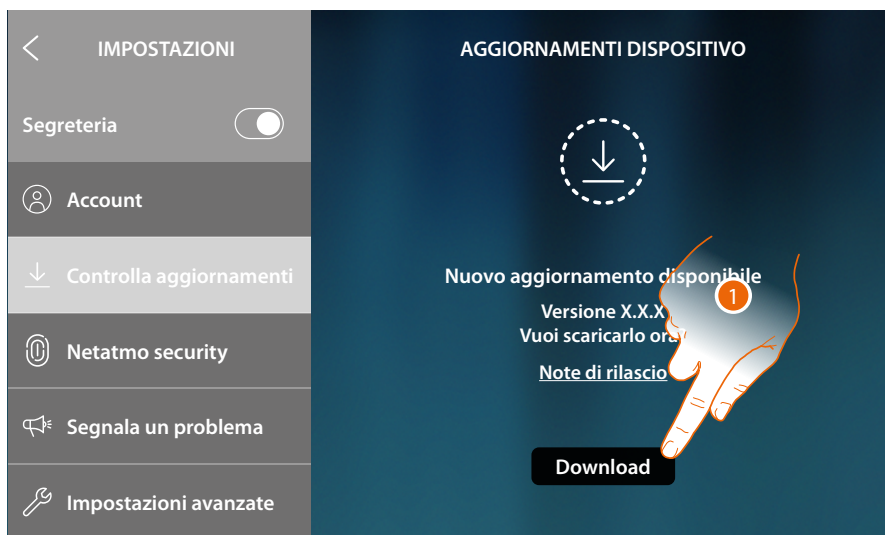 IMPOSTAZIONI
Segreteria
Account
Controlla aggiornamenti
Netatmo security
Segnala un problema
Impostazioni avanzate
AGGIORNAMENTI DISPOSITIVO
Nuovo aggiornamento disponibile
Versione X.X.X
Vuoi scaricarlo
Note di rilascio
Download
1